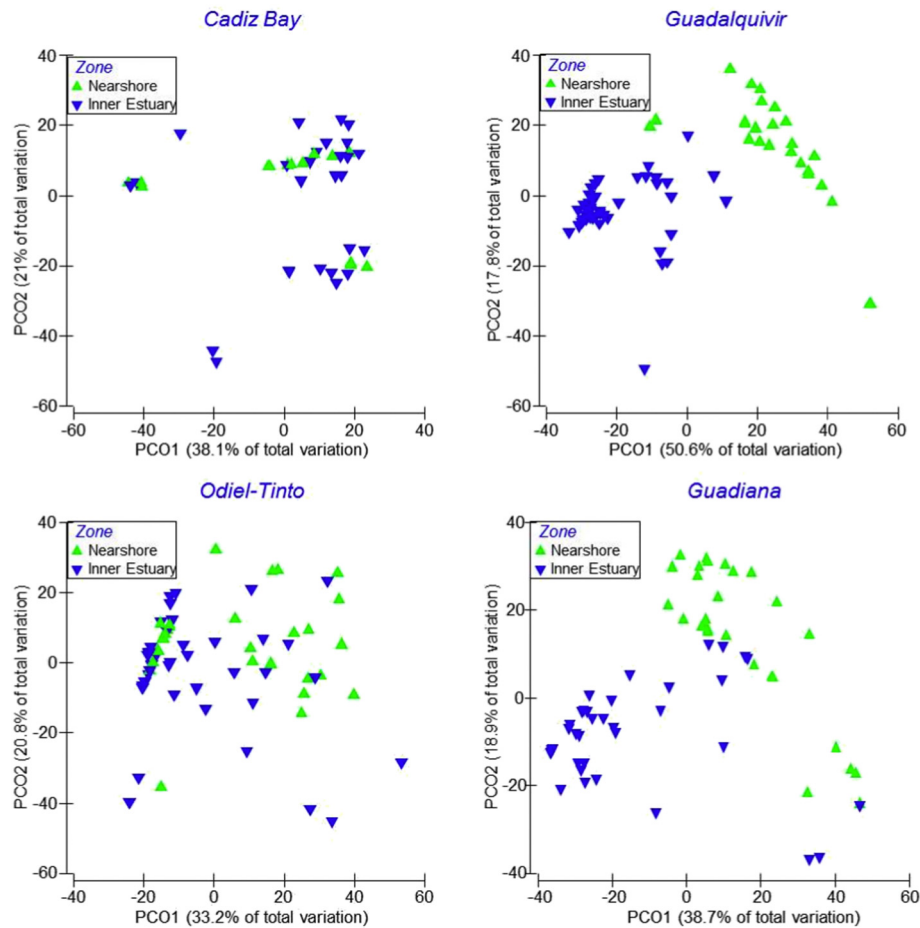 Cadiz Bay
Zone
Nearshore
Inner Estuary
PCO2 (21% of total variation)
40
20
0
-20
-40
-60
-60 -40 -20 0 20 40
PCO1 (38.1% of total variation)
Guadalquivir
Zone
Nearshore
Inner Estuary
PCO2 (17.8% of total variation)
40
20
0
-20
-40
-60
-40 -20 0 20 40 60
PCO1 (50.6% of total variation)
Odiel-Tinto
Zone
Nearshore
Inner Estuary
PCO2 (20.8% of total variation)
40
20
0
-20
-40
-60
-40 -20 0 20 40 60
PCO1 (33.2% of total variation)
Guadiana
Zone
Nearshore
Inner Estuary
PCO2 (18.9% of total variation)
40
20
0
-20
-40
-40 -20 0 20 40 60
PCO1 (38.7% of total variation)